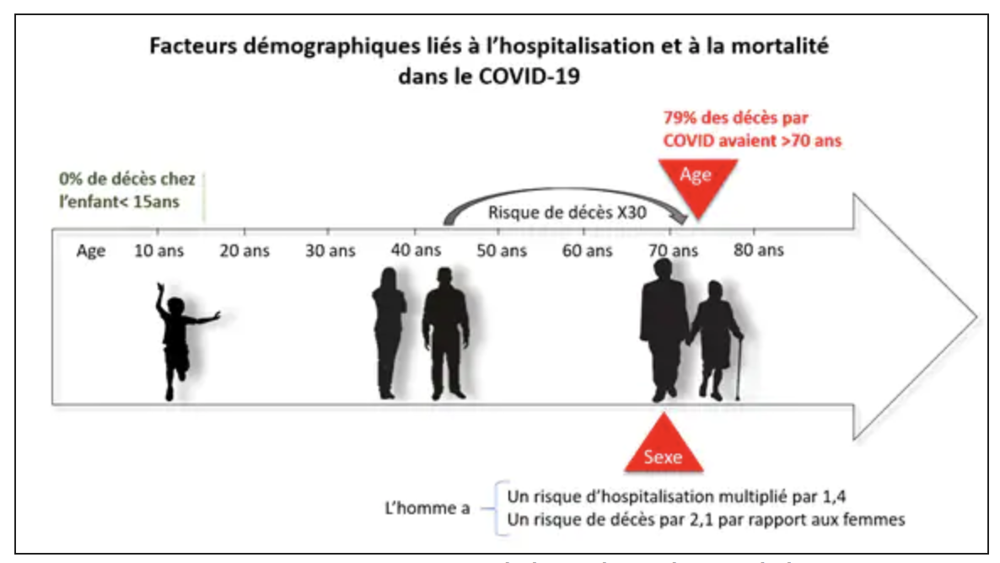 Facteurs démographiques liés à l'hospitalisation et à la mortalité
dans le COVID-19
79% des décès par
COVID avaient >70 ans
Age
0% de décès chez
l'enfant< 15ans
Risque de décès X30
Age 10 ans 20 ans 30 ans 40 ans 50 ans 60 ans 70 ans 80 ans
Sexe
L'homme a
Un risque d'hospitalisation multiplié par 1,4
Un risque de décès par 2,1 par rapport aux femmes